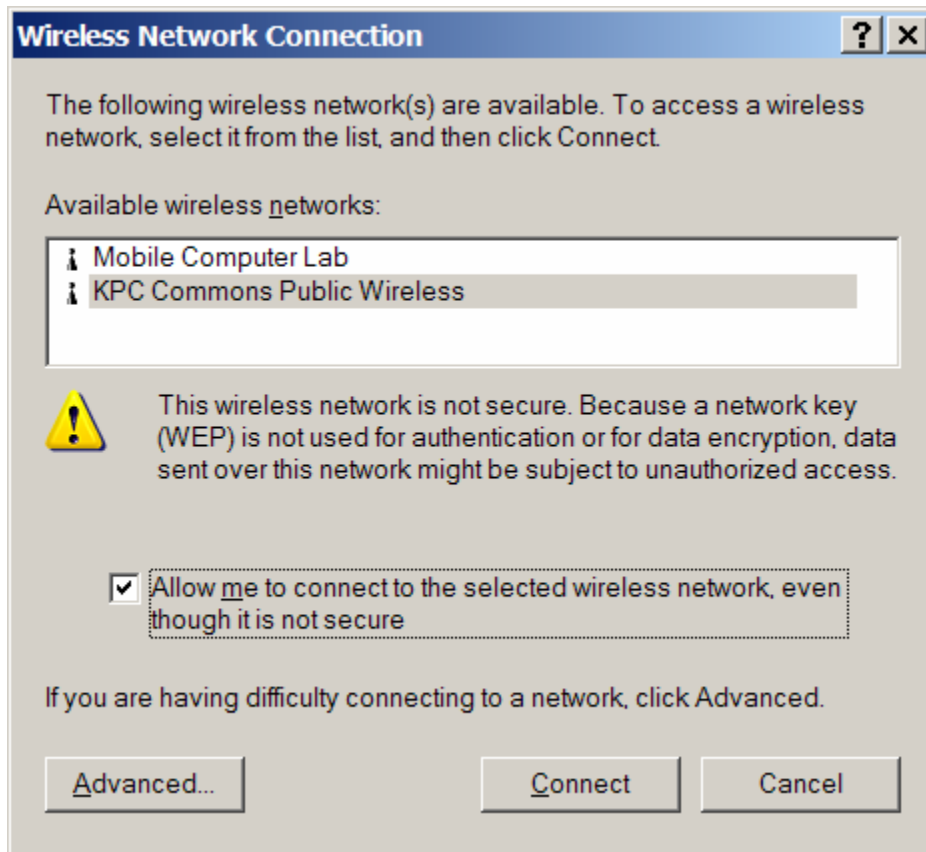 Wireless Network Connection
The following wireless network(s) are available. To access a wireless
network, select it from the list, and then click Connect.
Available wireless networks:
Mobile Computer Lab
KPC Commons Public Wireless
This wireless network is not secure. Because a network key
(WEP) is not used for authentication or for data encryption, data
sent over this network might be subject to unauthorized access.
Allow me to connect to the selected wireless network, even
though it is not secure
If you are having difficulty connecting to a network, click Advanced.
Advanced... Connect Cancel